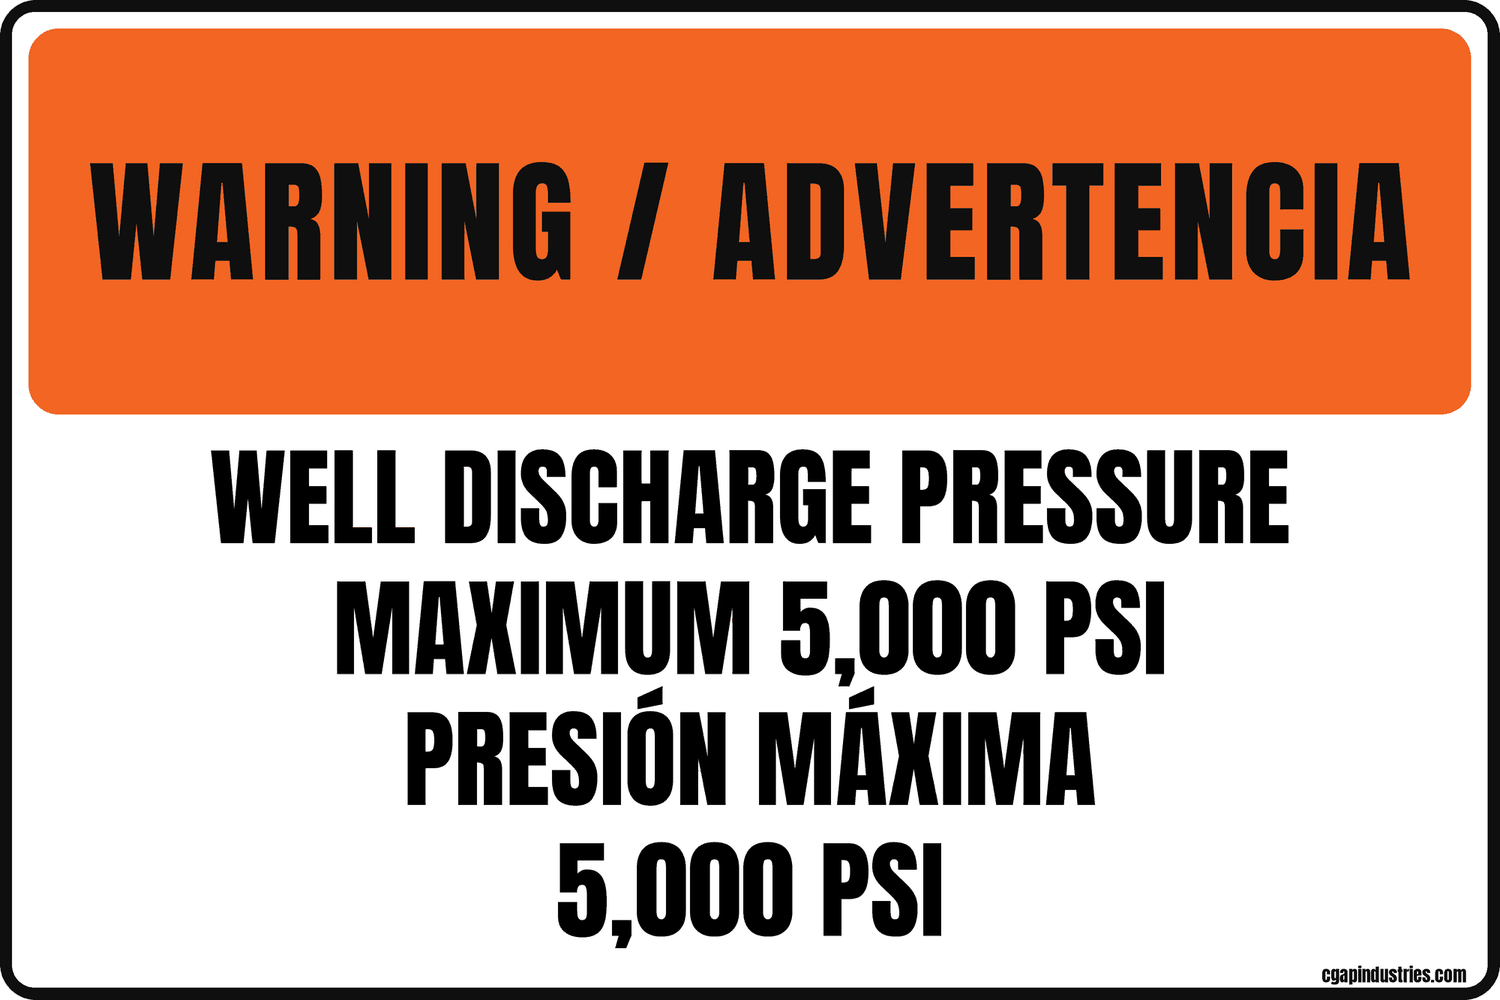 WARNING / ADVERTENCIA
WELL DISCHARGE PRESSURE
MAXIMUM 5,000 PSI
PRESIÓN MÁXIMA
5,000 PSI
cgapindustries.com